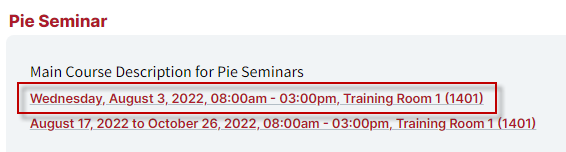 Pie Seminar
Main Course Description for Pie Seminars
Wednesday, August 3, 2022, 08:00am - 03:00pm, Training Room 1 (1401)
August 17, 2022 to October 26, 2022, 08:00am - 03:00pm, Training Room 1 (1401)